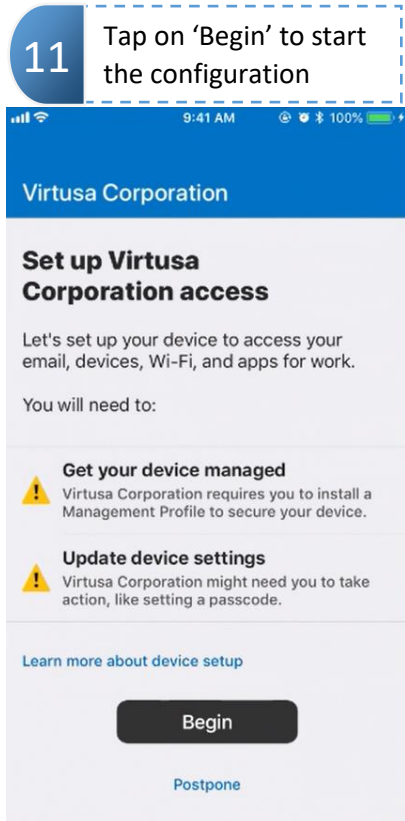 11
Tap on ‘Begin’ to start
the configuration
9:41 AM
100%
Virtusa Corporation
Set up Virtusa
Corporation access
Let's set up your device to access your
email, devices, Wi-Fi, and apps for work.
You will need to:
Get your device managed
Virtusa Corporation requires you to install a
Management Profile to secure your device.
Update device settings
Virtusa Corporation might need you to take
action, like setting a passcode.
Learn more about device setup
Begin
Postpone